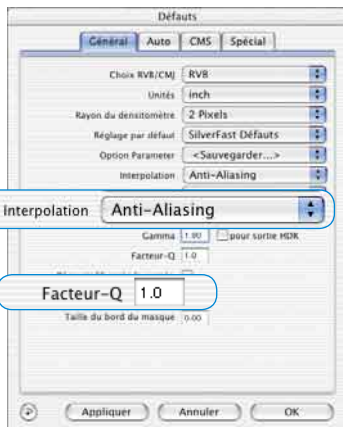 Défauts
Général Auto CMS Spécial
Choix RVB/CMJ RVB
Unités inch
Rayon du densitomètre 2 Pixels
Réglage par défaut SilverFast Défauts
Option Parameter <Sauvegarder...>
Interpolation Anti-Aliasing
Interpolation Anti-Aliasing
Gamma 1.80 pour sortie HDR
Facteur-Q 1.0
Facteur-Q 1.0
Taille du bord du masque 0.00
Appliquer Annuler OK